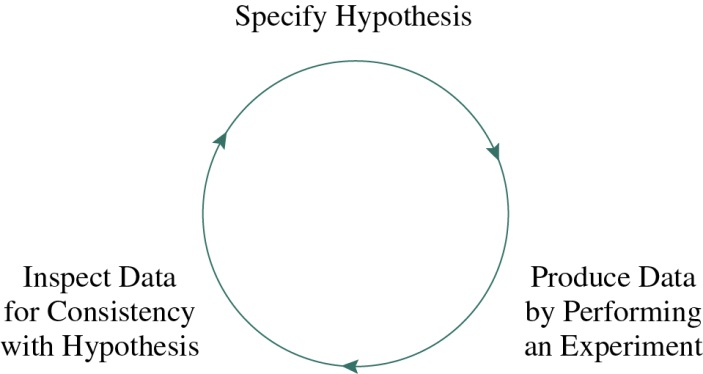 Specify Hypothesis
Produce Data
by Performing
an Experiment
Inspect Data
for Consistency
with Hypothesis